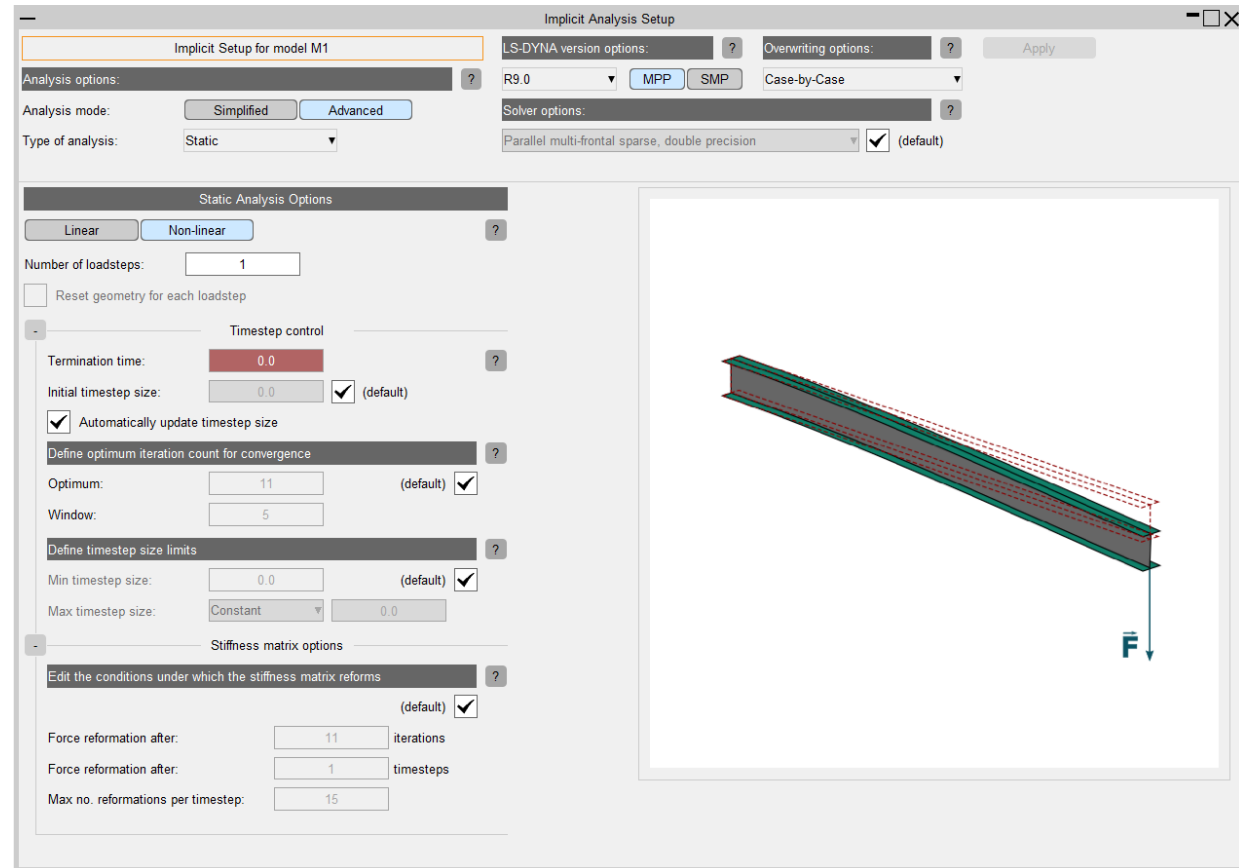 Implicit Analysis Setup
Implicit Setup for model M1
LS-DYNA version options: ?
Overwriting options: ?
Apply
Analysis options: ?
R9.0 MPP SMP
Case-by-Case
Analysis mode: Simplified Advanced
Solver options: ?
Type of analysis: Static
Parallel multi-frontal sparse, double precision (default)
Static Analysis Options
Linear Non-linear ?
Number of loadsteps: 1
Reset geometry for each loadstep
- Timestep control
Termination time: 0.0 ?
Initial timestep size: 0.0 (default)
Automatically update timestep size
Define optimum iteration count for convergence ?
Optimum: 11 (default)
Window: 5
Define timestep size limits ?
Min timestep size: 0.0 (default)
Max timestep size: Constant 0.0
- Stiffness matrix options
Edit the conditions under which the stiffness matrix reforms ?
(default)
Force reformation after: 11 iterations
Force reformation after: 1 timesteps
Max no. reformations per timestep: 15
F